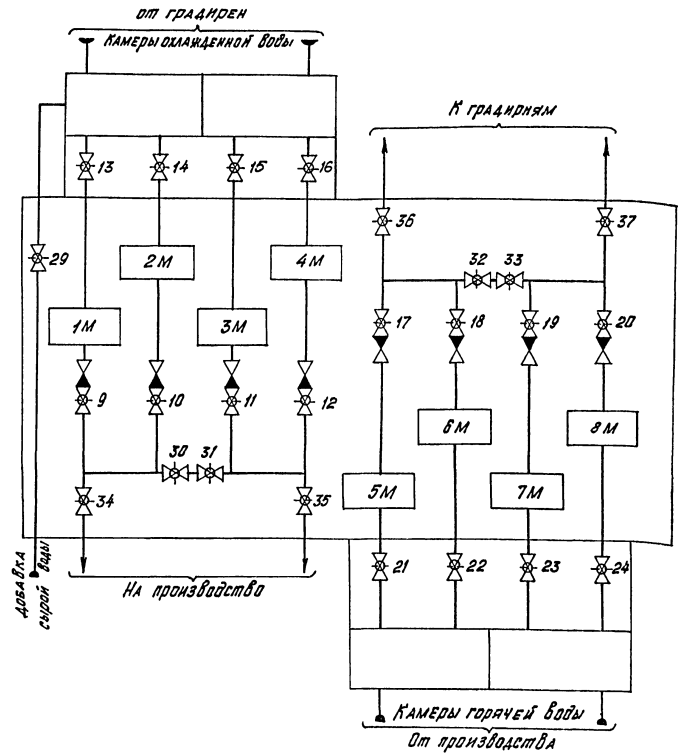 от градирен
Камеры охлажденной воды
К градирням
13 14 15 16
36 37
29
2М 4М
32 33
1М 3М
17 18 19 20
9 10 11 12
6М 8М
30 31
34 35
5М 7М
добавка
сырой воды
На производства
21 22 23 24
Камеры горячей воды
От производства